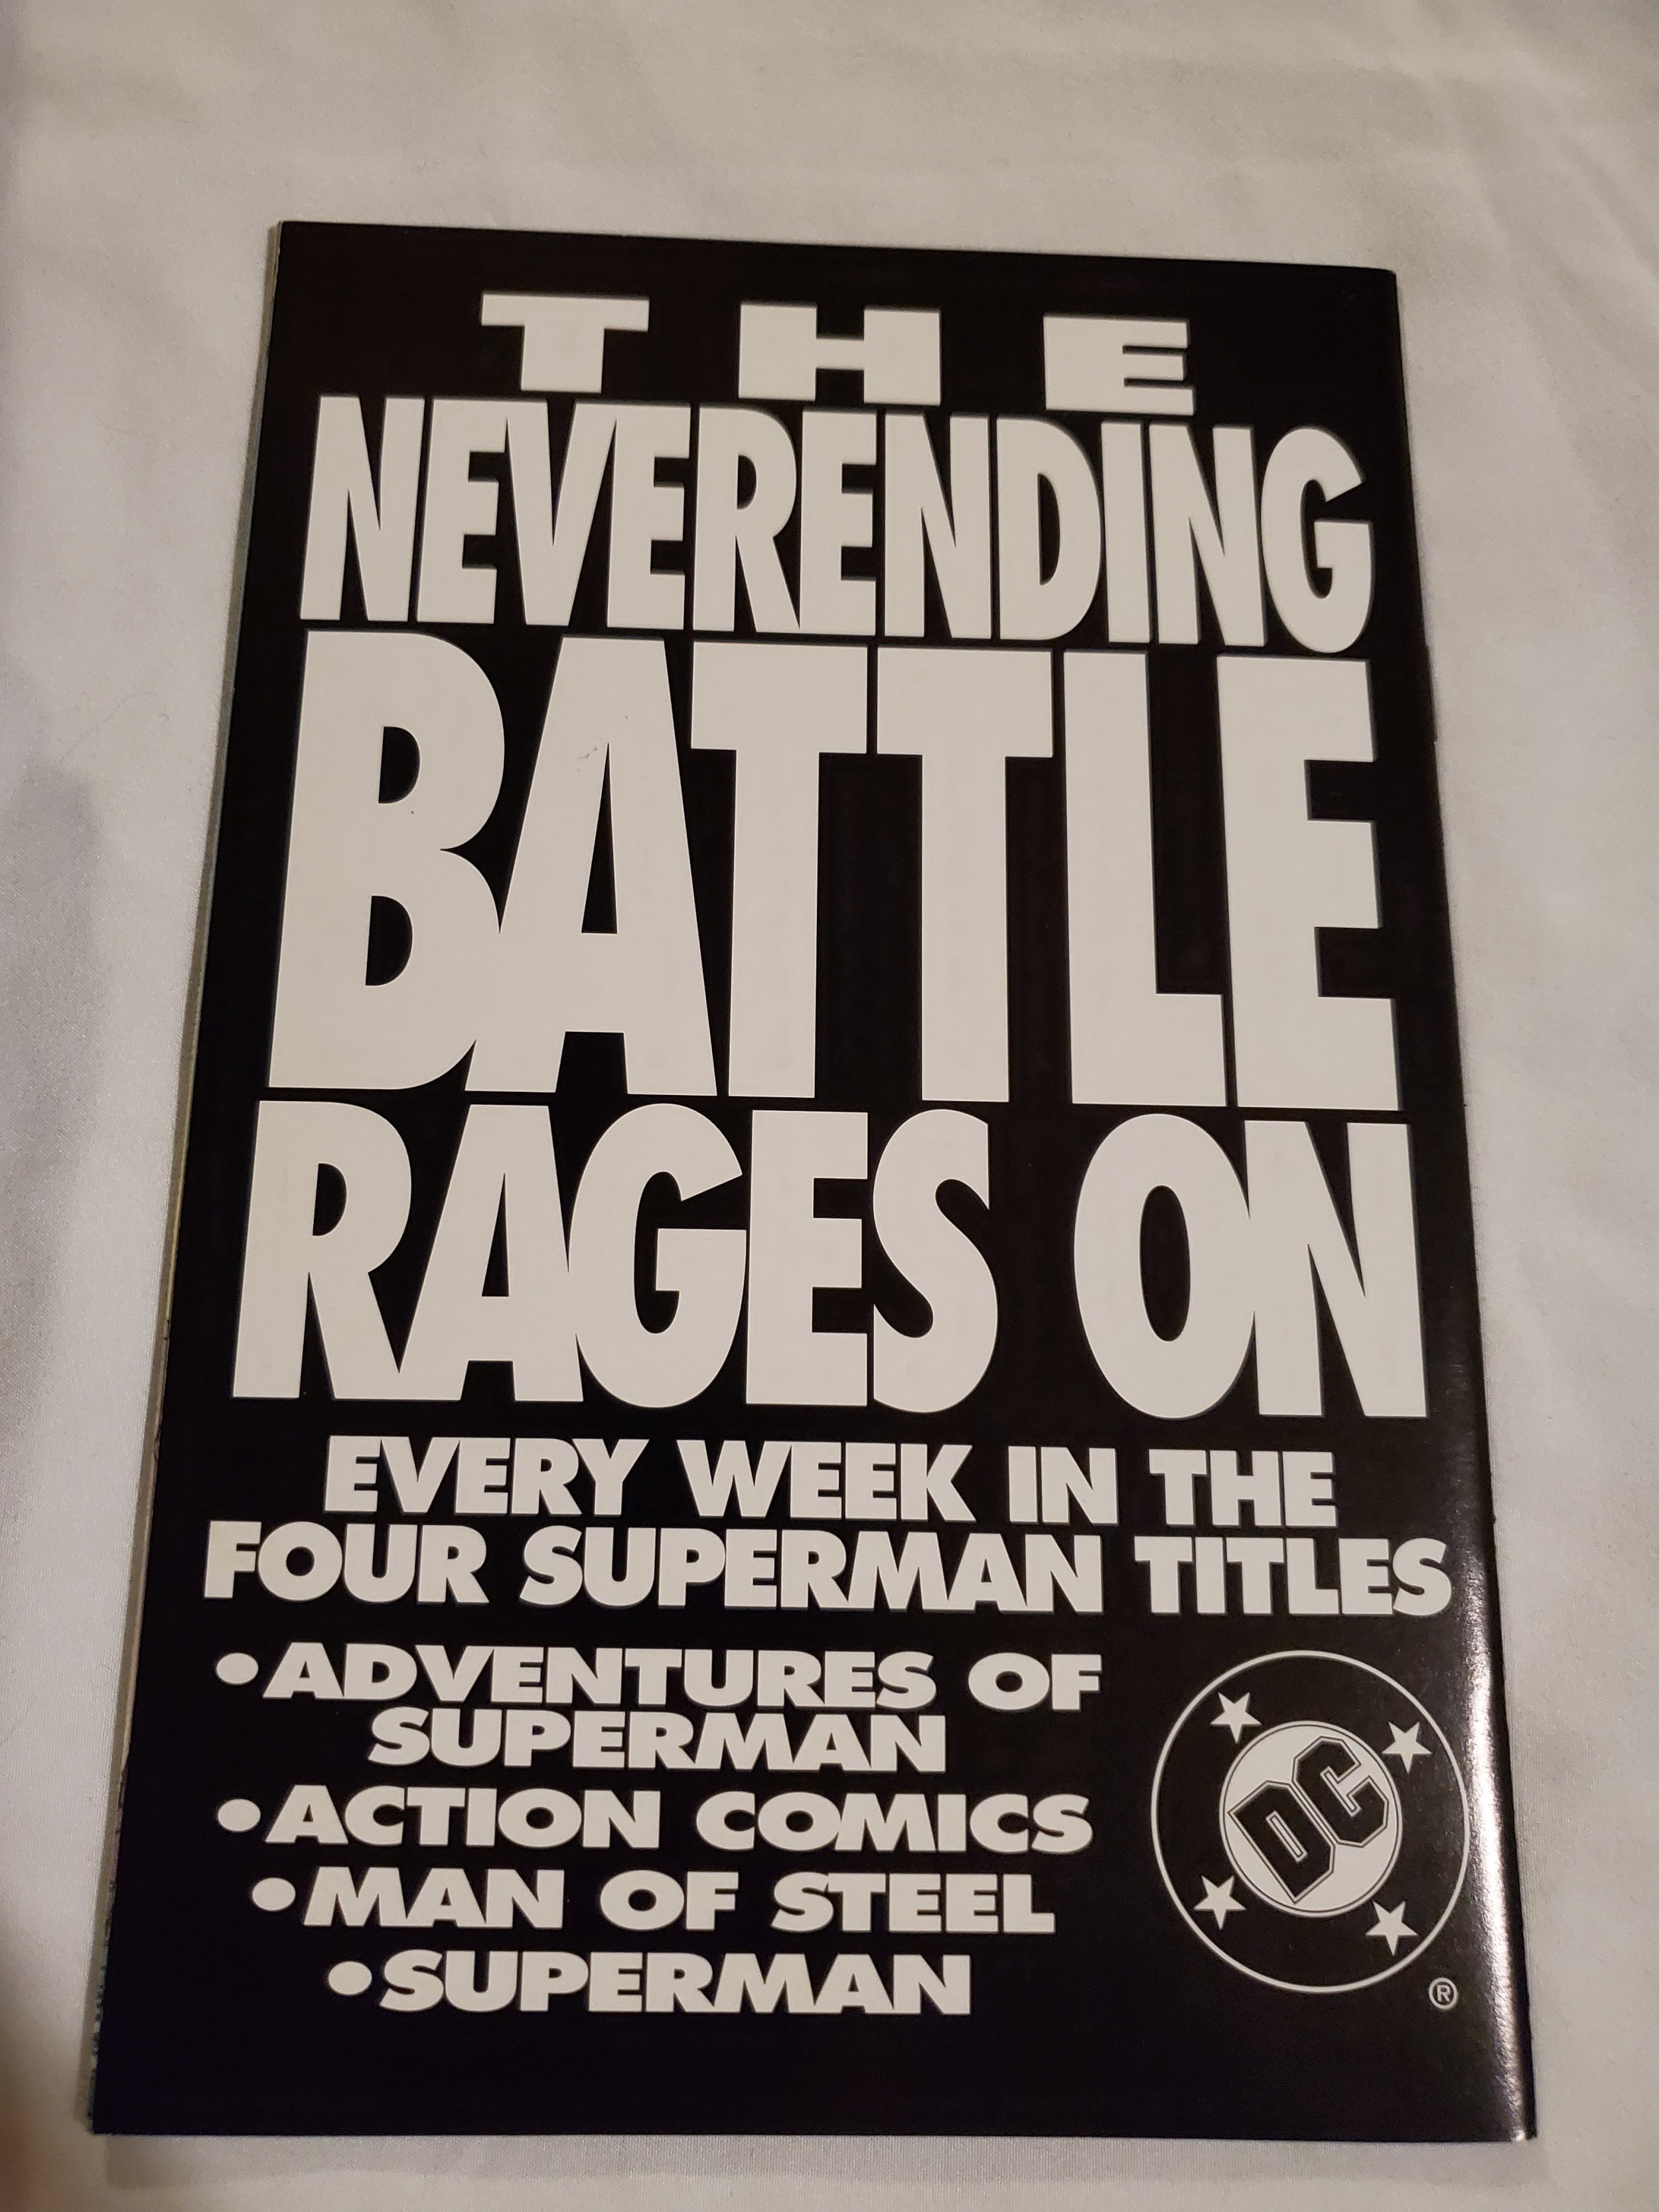 THE
NEVERENDING
BATTLE
RAGES ON
EVERY WEEK IN THE
FOUR SUPERMAN TITLES
•ADVENTURES OF
SUPERMAN
•ACTION COMICS
•MAN OF STEEL
•SUPERMAN
DC
®